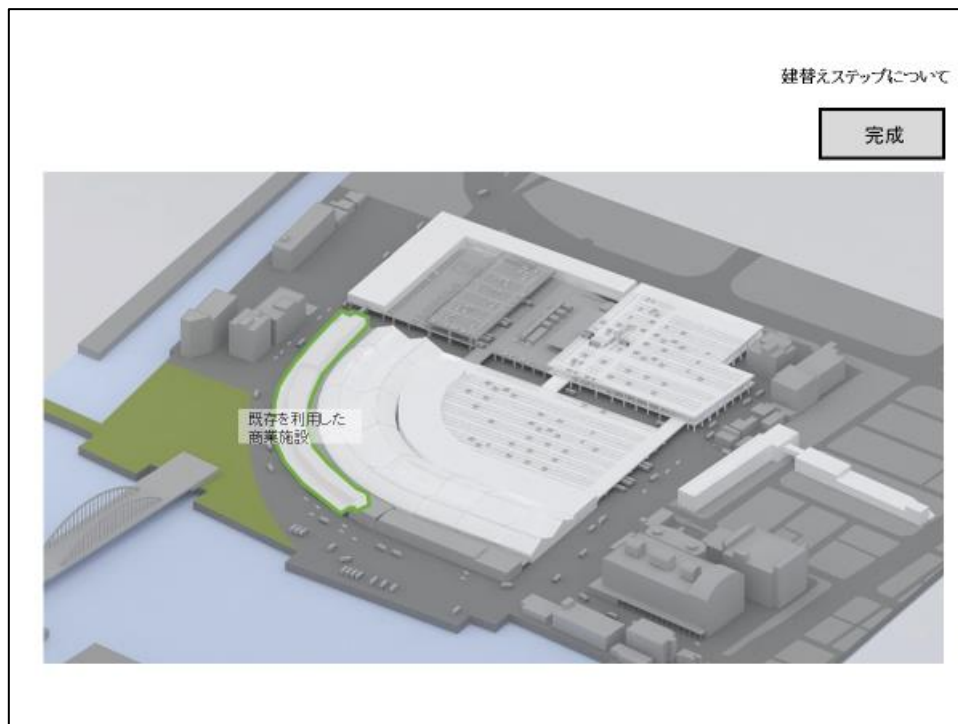 建替えステップについて
完成
既存を利用した
商業施設